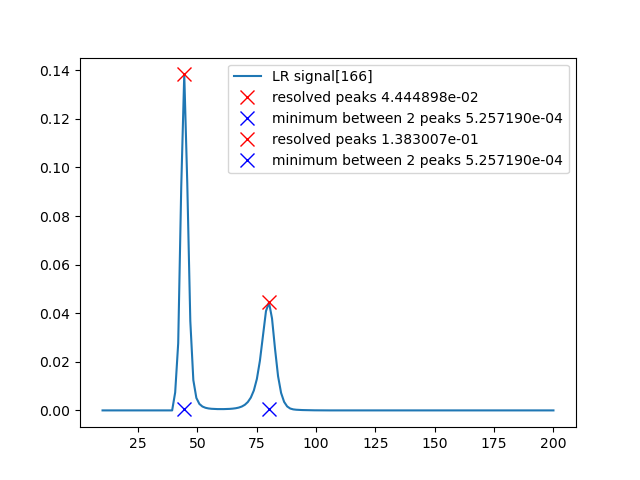 LR signal[166]
resolved peaks 4.444898e-02
minimum between 2 peaks 5.257190e-04
resolved peaks 1.383007e-01
minimum between 2 peaks 5.257190e-04
0.14
0.12
0.10
0.08
0.06
0.04
0.02
0.00
25 50 75 100 125 150 175 200